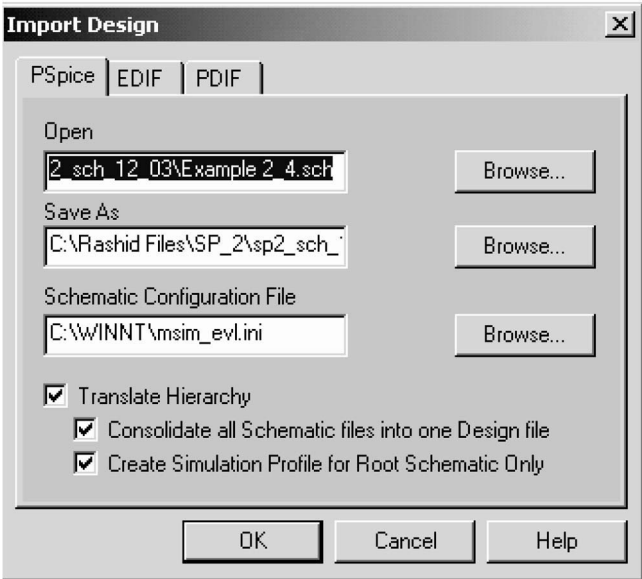 Import Design
PSpice EDIF PDIF
Open
2_sch_12_03\Example 2_4.sch Browse...
Save As
C:\Rashid Files\SP_2\sp2_sch_ Browse...
Schematic Configuration File
C:\WINNT\msim_evl.ini Browse...
Translate Hierarchy
Consolidate all Schematic files into one Design file
Create Simulation Profile for Root Schematic Only
OK Cancel Help